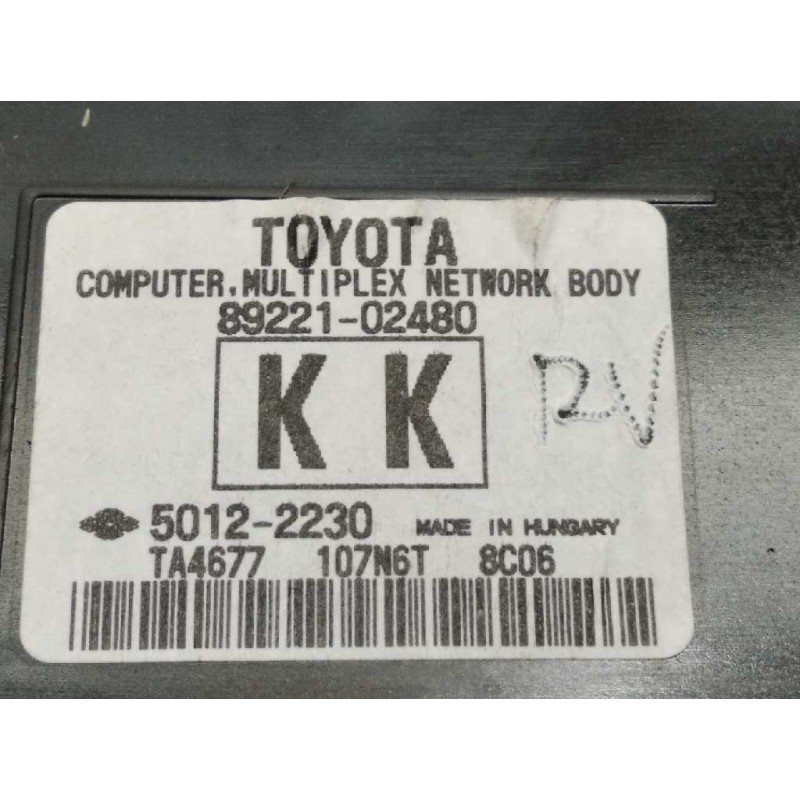 TOYOTA
COMPUTER, MULTIPLEX NETWORK BODY
89221-02480
K K
5012-2230 MADE IN HUNGARY
TA4677 107N6T 8C06